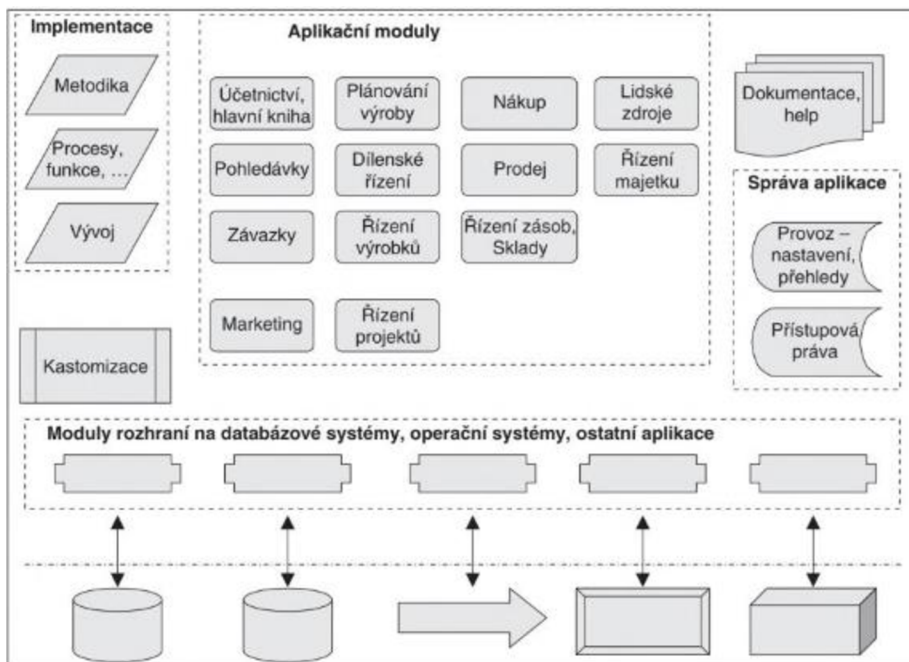 Implementace
Metodika
Procesy,
funkce, ...
Vývoj
Kastomizace
Aplikační moduly
Účetnictví,
hlavní kniha
Plánování
výroby
Nákup
Lidské
zdroje
Pohledávky
Dílenské
řízení
Prodej
Řízení
majetku
Závazky
Řízení
výrobků
Řízení zásob,
Sklady
Marketing
Řízení
projektů
Dokumentace,
help
Správa aplikace
Provoz –
nastavení,
přehledy
Přístupová
práva
Moduly rozhraní na databázové systémy, operační systémy, ostatní aplikace